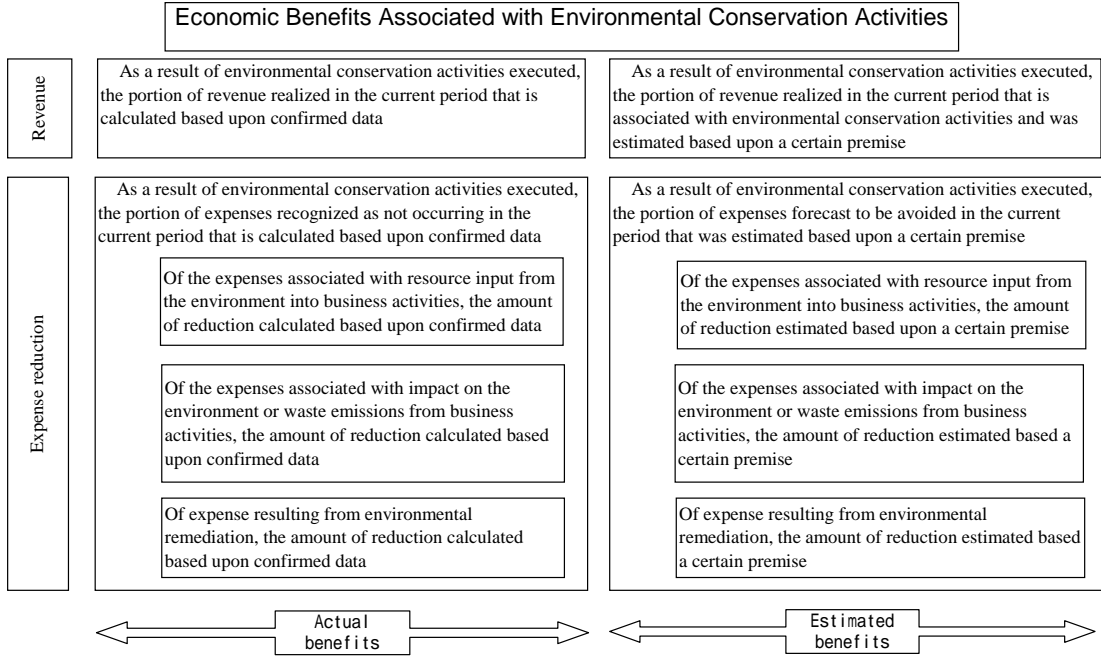 Economic Benefits Associated with Environmental Conservation Activities
Revenue
As a result of environmental conservation activities executed,
the portion of revenue realized in the current period that is
calculated based upon confirmed data
As a result of environmental conservation activities executed,
the portion of revenue realized in the current period that is
associated with environmental conservation activities and was
estimated based upon a certain premise
Expense reduction
As a result of environmental conservation activities executed,
the portion of expenses recognized as not occurring in the
current period that is calculated based upon confirmed data
Of the expenses associated with resource input from
the environment into business activities, the amount
of reduction calculated based upon confirmed data
Of the expenses associated with impact on the
environment or waste emissions from business
activities, the amount of reduction calculated based
upon confirmed data
Of expense resulting from environmental
remediation, the amount of reduction calculated
based upon confirmed data
As a result of environmental conservation activities executed,
the portion of expenses forecast to be avoided in the current
period that was estimated based upon a certain premise
Of the expenses associated with resource input
from the environment into business activities, the amount
of reduction estimated based upon a certain premise
Of the expenses associated with impact on the
environment or waste emissions from business
activities, the amount of reduction estimated based a
certain premise
Of expense resulting from environmental
remediation, the amount of reduction estimated based
a certain premise
Actual
benefits
Estimated
benefits